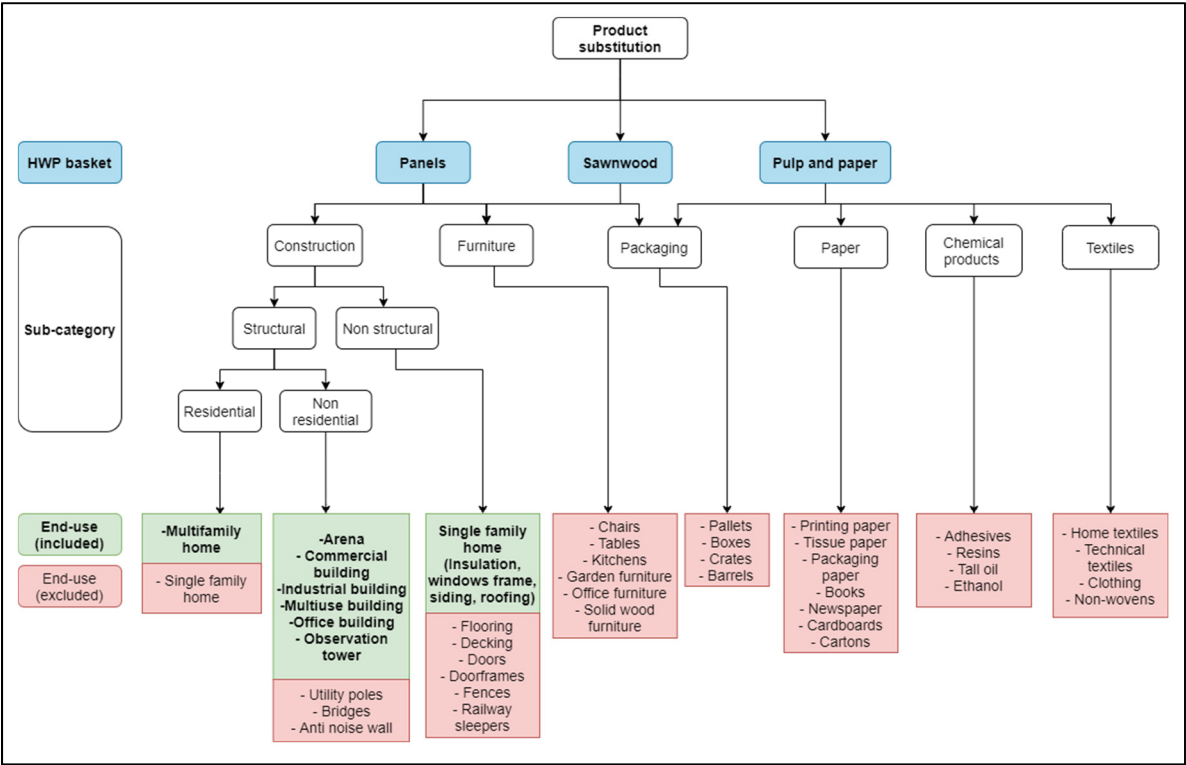 Product
substitution
HWP basket
Panels
Sawnwood
Pulp and paper
Sub-category
Construction
Furniture
Packaging
Paper
Chemical
products
Textiles
Structural
Non structural
Residential
Non
residential
End-use
(included)
End-use
(excluded)
-Multifamily
home
- Single family
home
-Arena
- Commercial
building
-Industrial building
-Multiuse building
-Office building
- Observation
tower
- Utility poles
- Bridges
- Anti noise wall
Single family
home
(Insulation,
windows frame,
siding, roofing)
- Flooring
- Decking
- Doors
- Doorframes
- Fences
- Railway
sleepers
- Chairs
- Tables
- Kitchens
- Garden furniture
- Office furniture
- Solid wood
furniture
- Pallets
- Boxes
- Crates
- Barrels
- Printing paper
- Tissue paper
- Packaging
paper
- Books
- Newspaper
- Cardboards
- Cartons
- Adhesives
- Resins
- Tall oil
- Ethanol
- Home textiles
- Technical
textiles
- Clothing
- Non-wovens